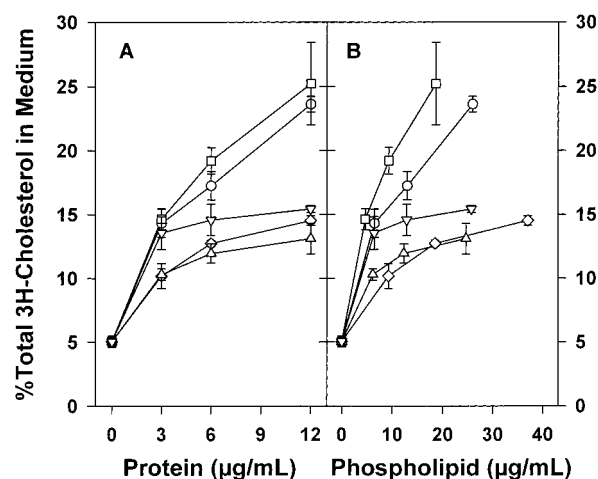 30 A B 30
25 25
20 20
15 15
10 10
5 5
0 0
0 3 6 9 12 0 10 20 30 40
%Total 3H-Cholesterol in Medium
Protein (µg/mL) Phospholipid (µg/mL)